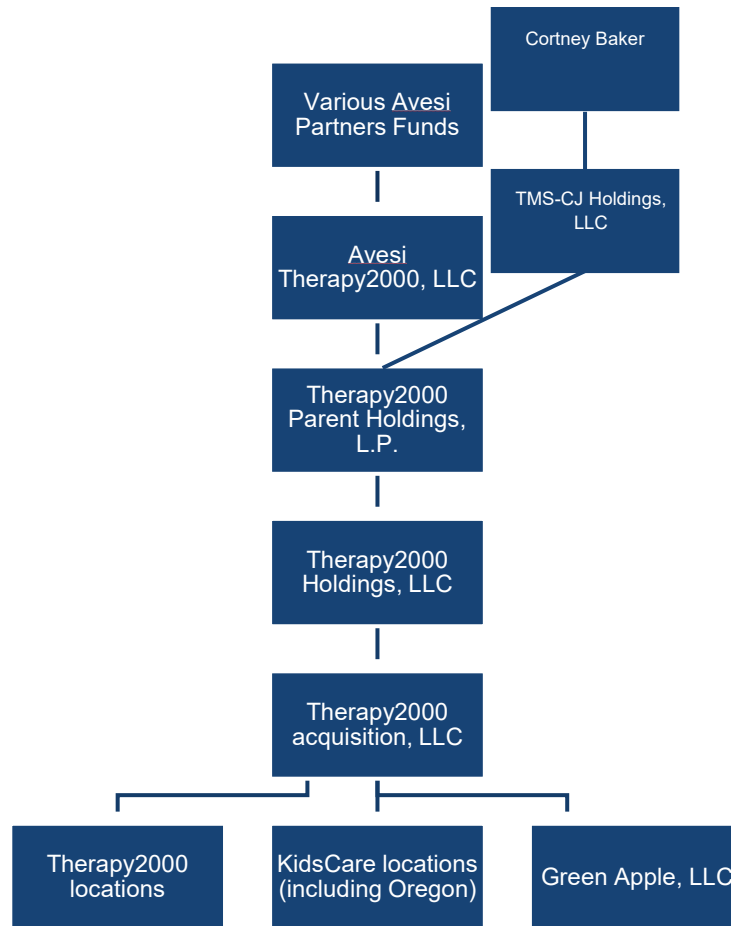 Cortney Baker
Various Avesi
Partners Funds
TMS-CJ Holdings,
LLC
Avesi
Therapy2000, LLC
Therapy2000
Parent Holdings,
L.P.
Therapy2000
Holdings, LLC
Therapy2000
acquisition, LLC
Therapy2000
locations
KidsCare locations
(including Oregon)
Green Apple, LLC